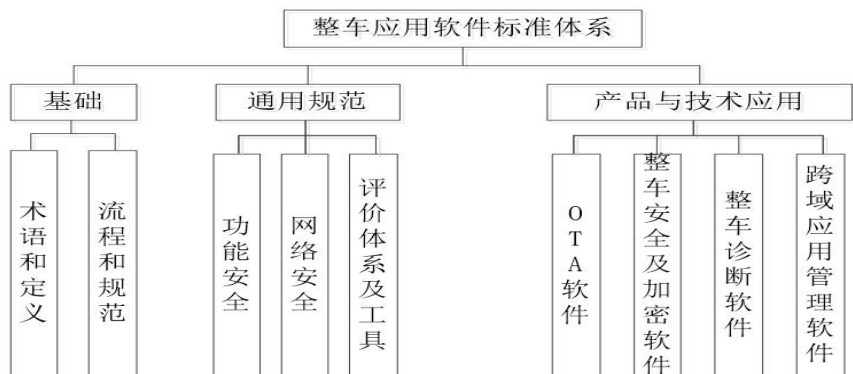 整车应用软件标准体系
基础
通用规范
产品与技术应用
术语和定义
流程和规范
功能安全
网络安全
评价体系及工具
OTA软件
整车安全及加密软件
整车诊断软件
跨域应用管理软件